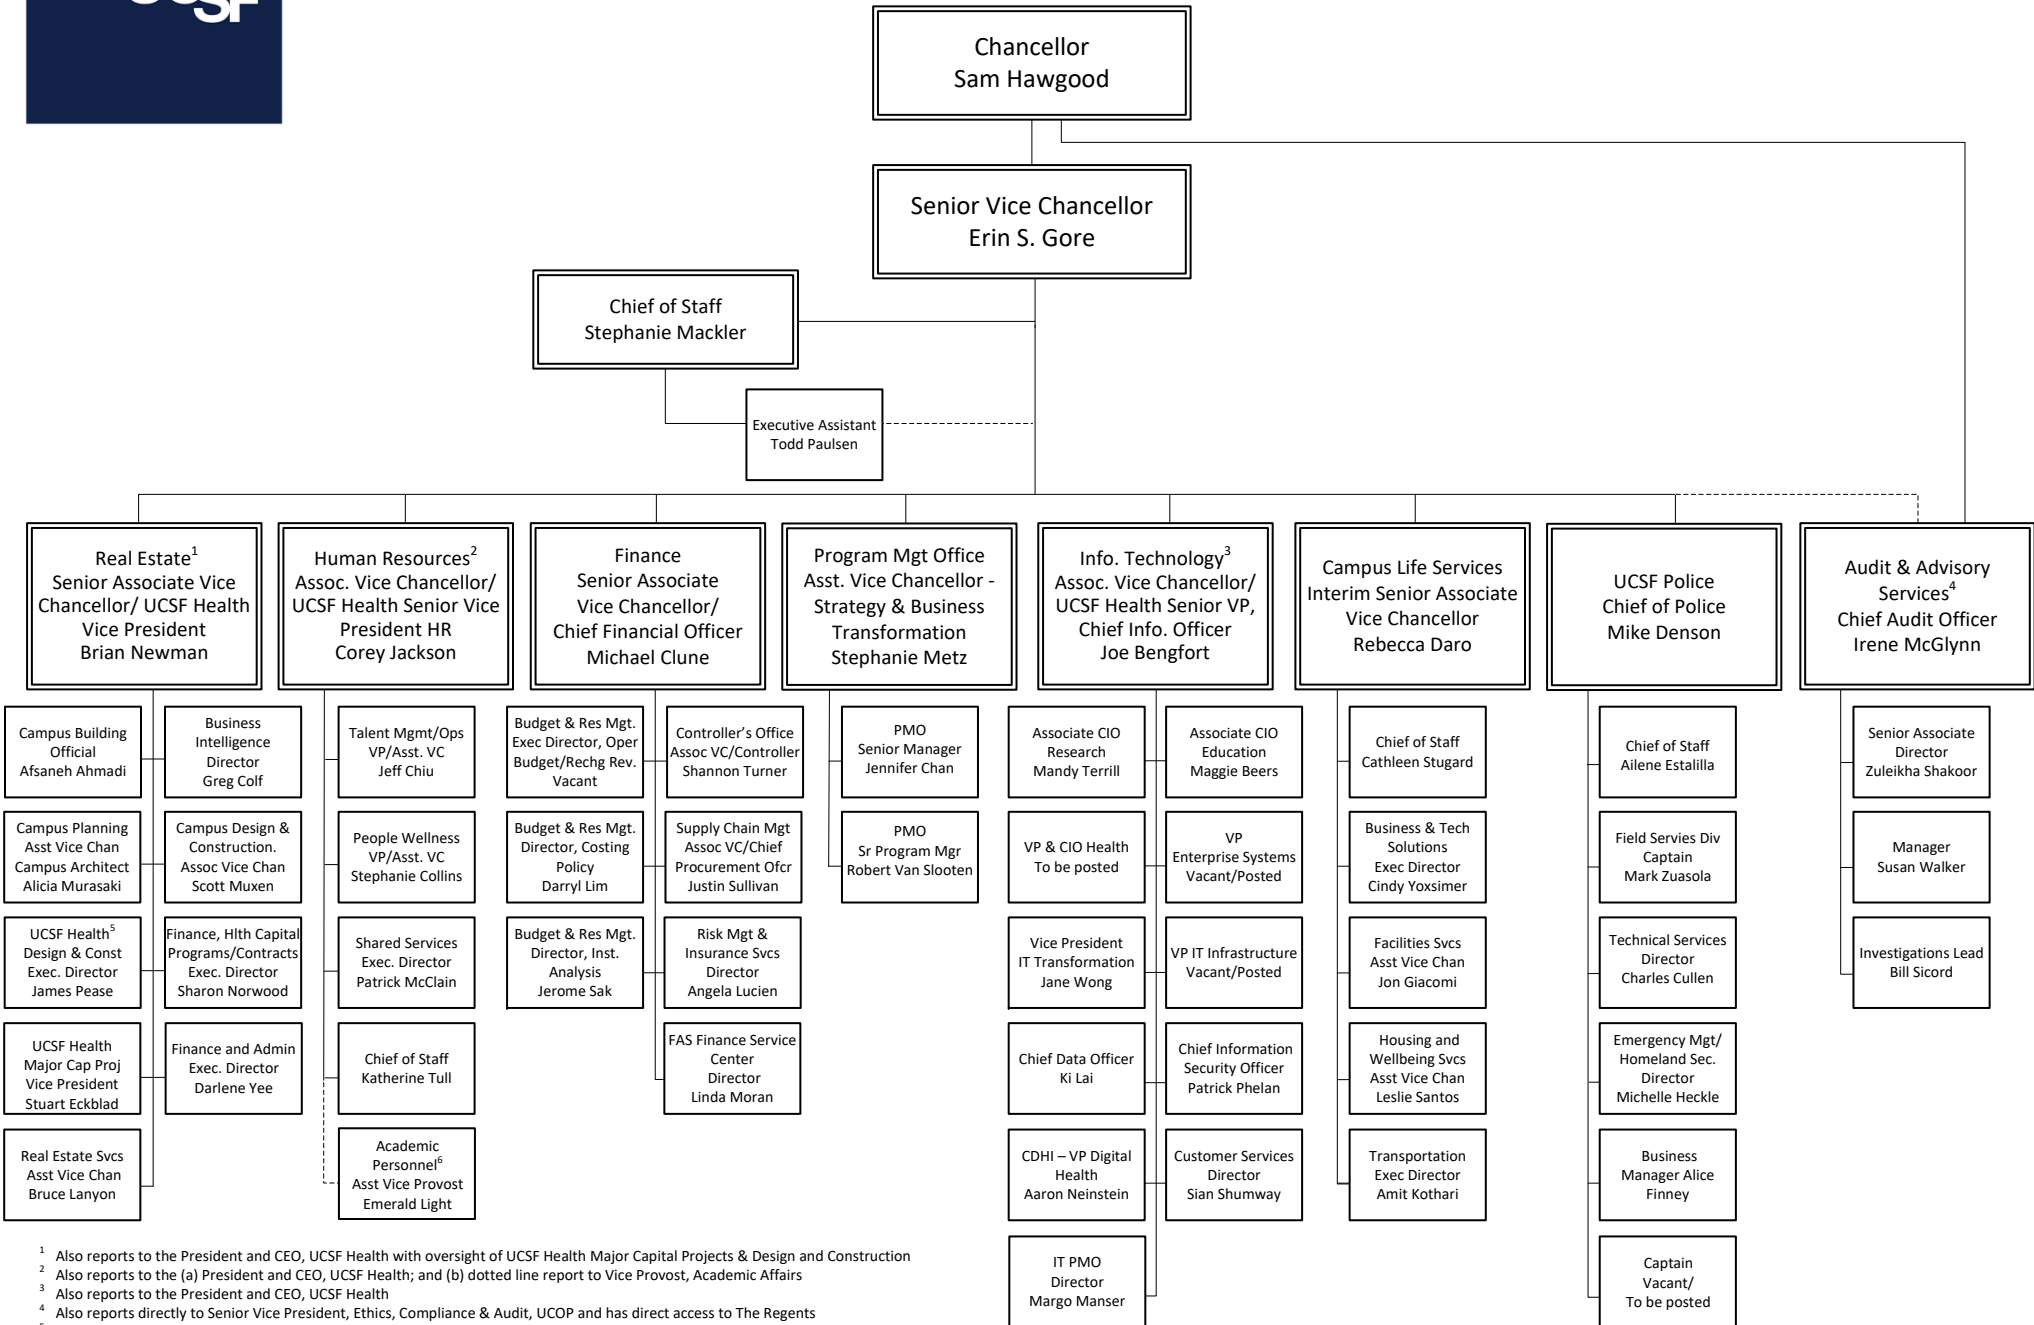 Chancellor
Sam Hawgood
Senior Vice Chancellor
Erin S. Gore
Chief of Staff
Stephanie Mackler
Executive Assistant
Todd Paulsen
Real Estate1
Senior Associate Vice
Chancellor/ UCSF Health
Vice President
Brian Newman
Human Resources2
Assoc. Vice Chancellor/
UCSF Health Senior Vice
President HR
Corey Jackson
Finance
Senior Associate
Vice Chancellor/
Chief Financial Officer
Michael Clune
Program Mgt Office
Asst. Vice Chancellor -
Strategy & Business
Transformation
Stephanie Metz
Info. Technology3
Assoc. Vice Chancellor/
UCSF Health Senior VP,
Chief Info. Officer
Joe Bengfort
Campus Life Services
Interim Senior Associate
Vice Chancellor
Rebecca Daro
UCSF Police
Chief of Police
Mike Denson
Audit & Advisory
Services4
Chief Audit Officer
Irene McGlynn
Campus Building
Official
Afsaneh Ahmadi
Business
Intelligence
Director
Greg Colf
Campus Planning
Asst Vice Chan
Campus Architect
Alicia Murasaki
Campus Design &
Construction.
Assoc Vice Chan
Scott Muxen
UCSF Health5
Design & Const
Exec. Director
James Pease
Finance, Hlth Capital
Programs/Contracts
Exec. Director
Sharon Norwood
UCSF Health
Major Cap Proj
Vice President
Stuart Eckblad
Finance and Admin
Exec. Director
Darlene Yee
Real Estate Svcs
Asst Vice Chan
Bruce Lanyon
Talent Mgmt/Ops
VP/Asst. VC
Jeff Chiu
People Wellness
VP/Asst. VC
Stephanie Collins
Shared Services
Exec. Director
Patrick McClain
Chief of Staff
Katherine Tull
Academic
Personnel6
Asst Vice Provost
Emerald Light
Budget & Res Mgt.
Exec Director, Oper
Budget/Rechg Rev.
Vacant
Controller's Office
Assoc VC/Controller
Shannon Turner
Budget & Res Mgt.
Director, Costing
Policy
Darryl Lim
Supply Chain Mgt
Assoc VC/Chief
Procurement Ofcr
Justin Sullivan
Budget & Res Mgt.
Director, Inst.
Analysis
Jerome Sak
Risk Mgt &
Insurance Svcs
Director
Angela Lucien
FAS Finance Service
Center
Director
Linda Moran
PMO
Senior Manager
Jennifer Chan
PMO
Sr Program Mgr
Robert Van Slooten
Associate CIO
Research
Mandy Terrill
Associate CIO
Education
Maggie Beers
VP & CIO Health
To be posted
VP
Enterprise Systems
Vacant/Posted
Vice President
IT Transformation
Jane Wong
VP IT Infrastructure
Vacant/Posted
Chief Data Officer
Ki Lai
Chief Information
Security Officer
Patrick Phelan
CDHI – VP Digital
Health
Aaron Neinstein
Customer Services
Director
Sian Shumway
IT PMO
Director
Margo Manser
Chief of Staff
Cathleen Stugard
Business & Tech
Solutions
Exec Director
Cindy Yoxsimer
Facilities Svcs
Asst Vice Chan
Jon Giacomi
Housing and
Wellbeing Svcs
Asst Vice Chan
Leslie Santos
Transportation
Exec Director
Amit Kothari
Chief of Staff
Ailene Estalilla
Field Servies Div
Captain
Mark Zuasola
Technical Services
Director
Charles Cullen
Emergency Mgt/
Homeland Sec.
Director
Michelle Heckle
Business
Manager Alice
Finney
Captain
Vacant/
To be posted
Senior Associate
Director
Zuleikha Shakoor
Manager
Susan Walker
Investigations Lead
Bill Sicord
1 Also reports to the President and CEO, UCSF Health with oversight of UCSF Health Major Capital Projects & Design and Construction
2 Also reports to the (a) President and CEO, UCSF Health; and (b) dotted line report to Vice Provost, Academic Affairs
3 Also reports to the President and CEO, UCSF Health
4 Also reports directly to Senior Vice President, Ethics, Compliance & Audit, UCOP and has direct access to The Regents